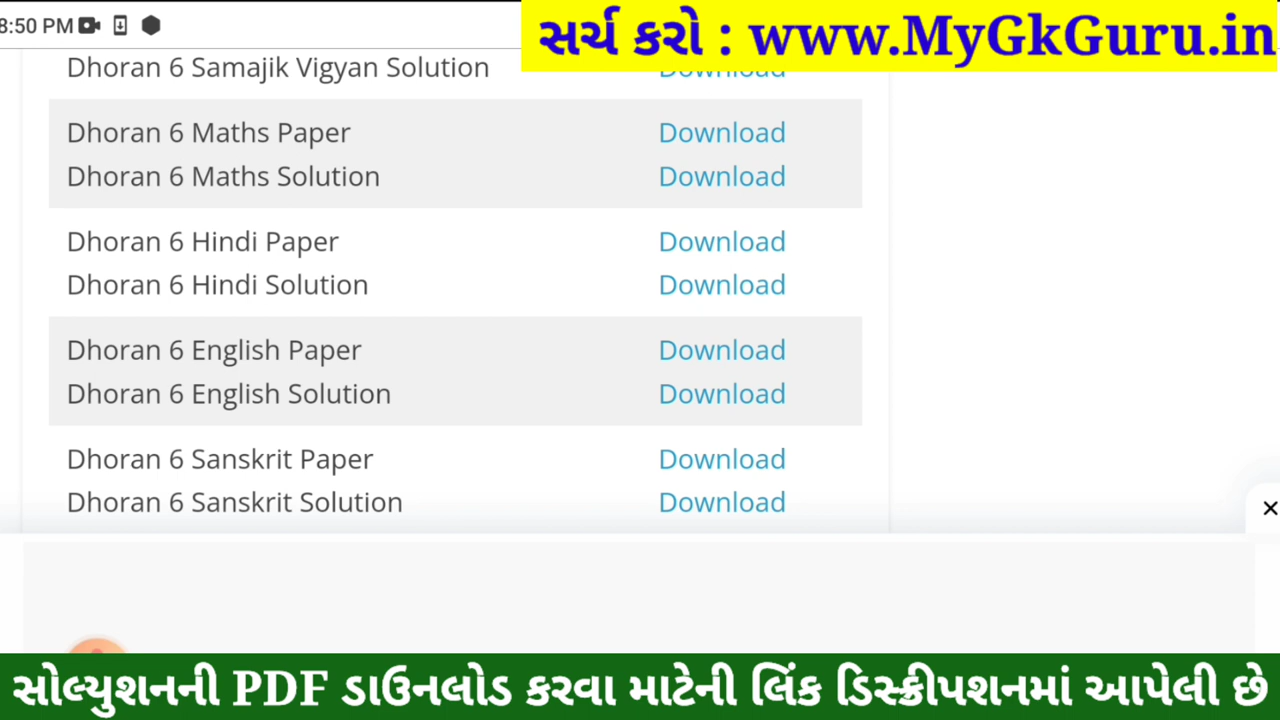 8:50 PM
સર્ચ કરો : www.MyGkGuru.in
Dhoran 6 Samajik Vigyan Solution Download
Dhoran 6 Maths Paper Download
Dhoran 6 Maths Solution Download
Dhoran 6 Hindi Paper Download
Dhoran 6 Hindi Solution Download
Dhoran 6 English Paper Download
Dhoran 6 English Solution Download
Dhoran 6 Sanskrit Paper Download
Dhoran 6 Sanskrit Solution Download
સોલ્યુશનની PDF ડાઉનલોડ કરવા માટેની લિંક ડિસ્ક્રીપશનમાં આપેલી છે